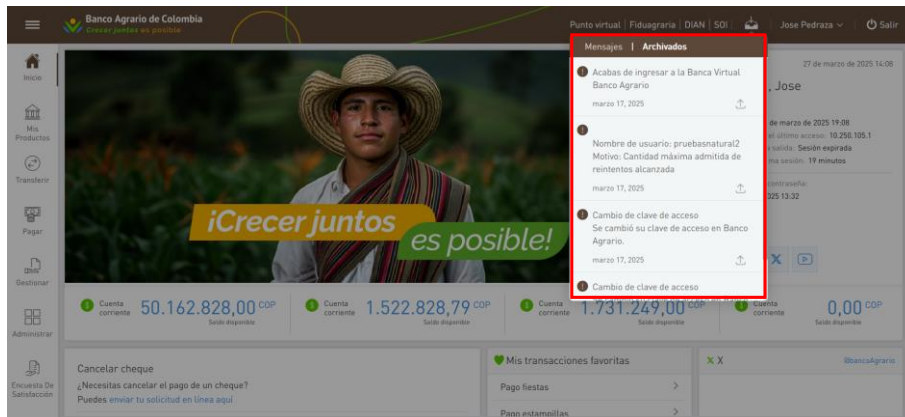 Banco Agrario de Colombia
Crecer juntos es posible
Punto virtual | Fiduagraria | DIAN | SOI
Jose Pedraza
Salir
Inicio
Mis
Productos
Transferir
Pagar
Gestionar
Administrar
Encuesta De
Satisfacción
¡Crecer juntos
es posible!
Mensajes | Archivados
Acabas de ingresar a la Banca Virtual
Banco Agrario
marzo 17, 2025
Nombre de usuario: pruebasnatural2
Motivo: Cantidad máxima admitida de
reintentos alcanzada
marzo 17, 2025
Cambio de clave de acceso
Se cambió su clave de acceso en Banco
Agrario.
marzo 17, 2025
Cambio de clave de acceso
27 de marzo de 2025 14:08
, Jose
de marzo de 2025 19:08
el último acceso: 10.250.105.1
salida: Sesión expirada
ma sesión: 19 minutos
contraseña:
2025 13:32
Cuenta
corriente
50.162.828,00 COP
Saldo disponible
Cuenta
corriente
1.522.828,79 COP
Saldo disponible
Cuenta
corriente
1.731.249,00 COP
Saldo disponible
Cuenta
corriente
0,00 COP
Saldo disponible
Cancelar cheque
¿Necesitas cancelar el pago de un cheque?
Puedes enviar tu solicitud en línea aquí
Mis transacciones favoritas
Pago fiestas
Pago estampillas
X X
@bancoAgrario